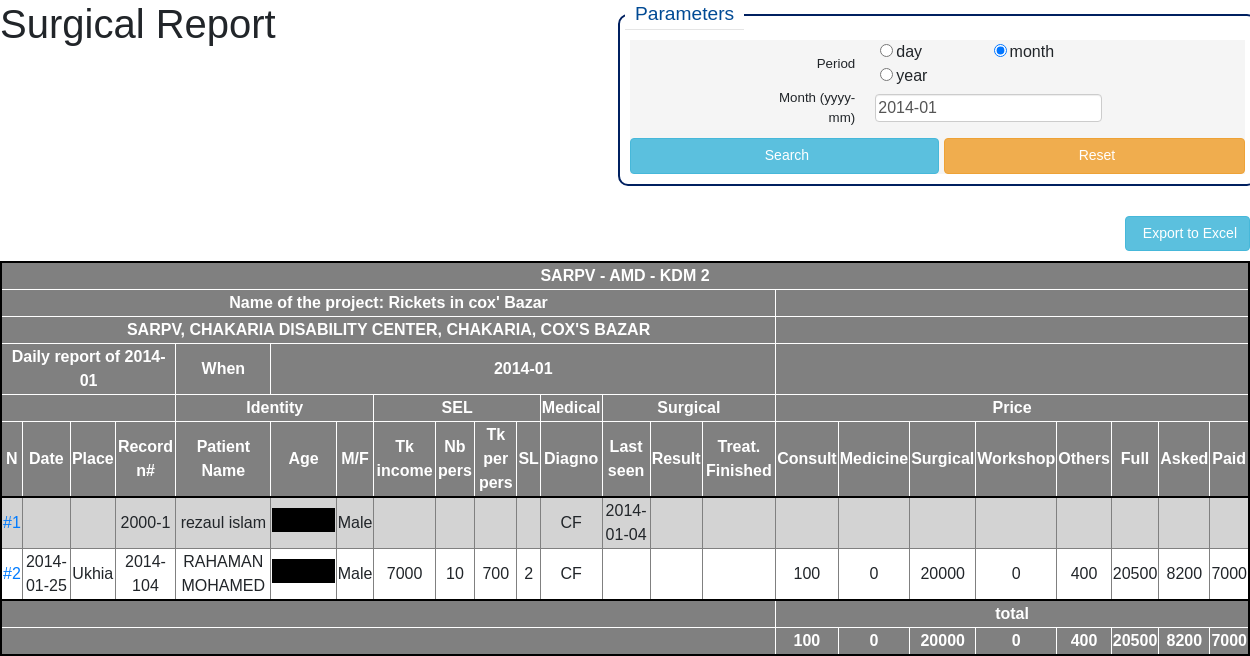 Surgical Report
Parameters
Period
day
month
year
Month (yyyy-
mm)
2014-01
Search
Reset
Export to Excel
SARPV - AMD - KDM 2
Name of the project: Rickets in cox' Bazar
SARPV, CHAKARIA DISABILITY CENTER, CHAKARIA, COX'S BAZAR
Daily report of 2014-
01
When
2014-01
Identity SEL Medical Surgical Price
N Date Place Record
n#
Patient
Name
Age M/F
Tk
income
Nb
pers
Tk
per
pers
SL Diagno
Last
seen
Result
Treat.
Finished
Consult Medicine Surgical Workshop Others Full Asked Paid
#1 2000-1 rezaul islam Male CF
2014-
01-04
#2
2014-
01-25
Ukhia
2014-
104
RAHAMAN
MOHAMED
Male 7000 10 700 2 CF 100 0 20000 0 400 20500 8200 7000
total
100 0 20000 0 400 20500 8200 7000